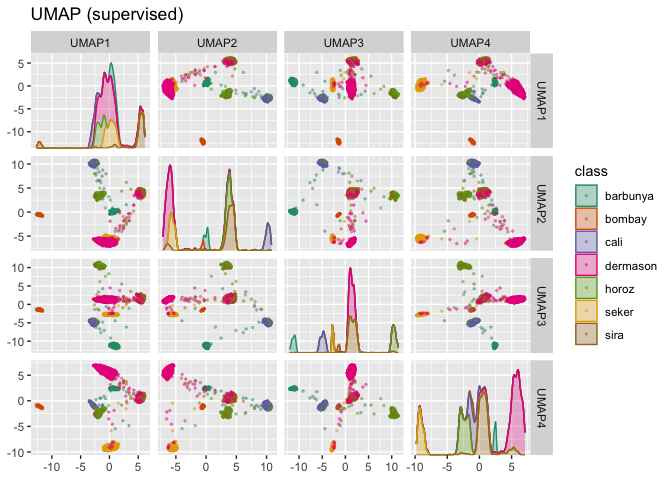 UMAP (supervised)
UMAP1 UMAP2 UMAP3 UMAP4
5
0
-5
-10
UMAP1
10
5
0
-5
UMAP2
10
5
0
-5
-10
UMAP3
5
0
-5
-10
UMAP4
-10 -5 0 5 -5 0 5 10 -10 -5 0 5 10 -10 -5 0 5
class
barbunya
bombay
cali
dermason
horoz
seker
sira